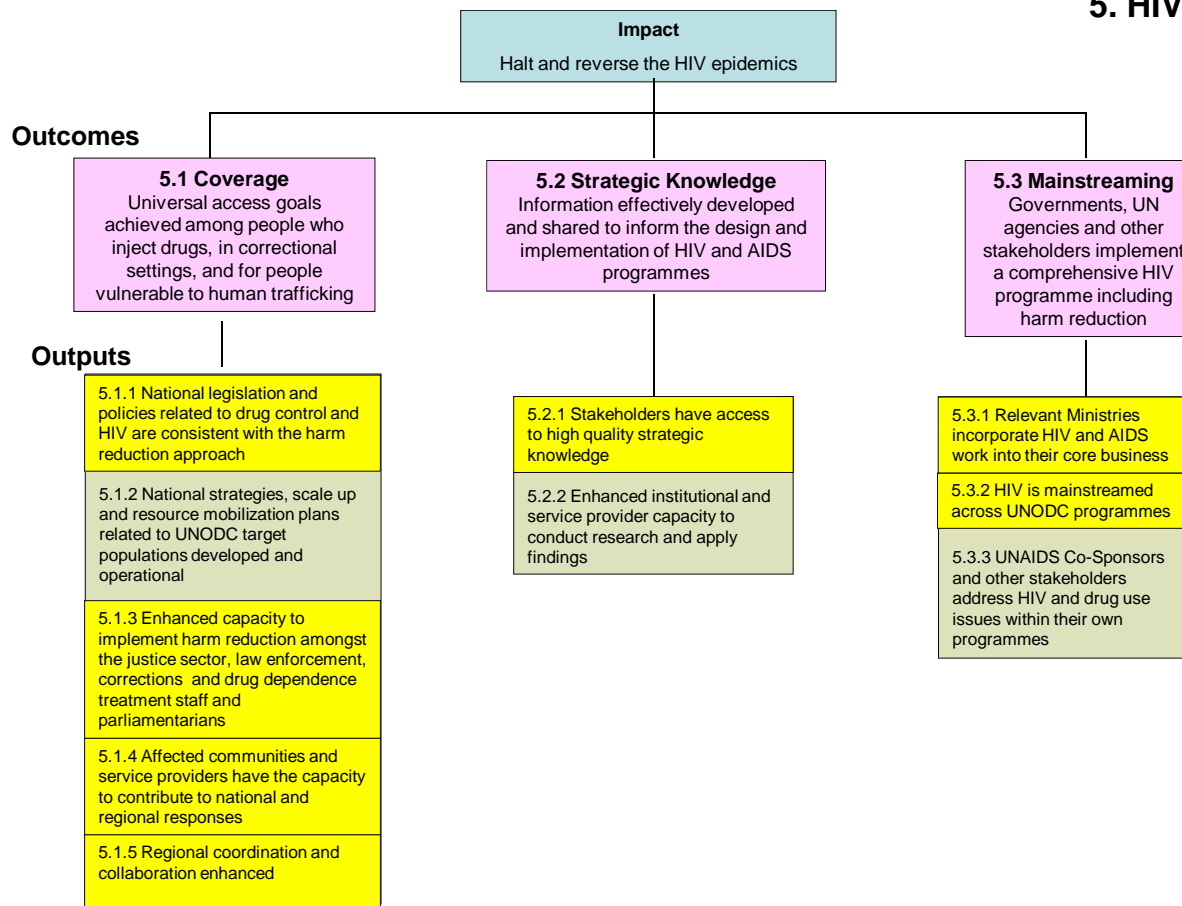 5. HIV
Impact
Halt and reverse the HIV epidemics
Outcomes
5.1 Coverage
Universal access goals
achieved among people who
inject drugs, in correctional
settings, and for people
vulnerable to human trafficking
5.2 Strategic Knowledge
Information effectively developed
and shared to inform the design and
implementation of HIV and AIDS
programmes
5.3 Mainstreaming
Governments, UN
agencies and other
stakeholders implement
a comprehensive HIV
programme including
harm reduction
Outputs
5.1.1 National legislation and
policies related to drug control and
HIV are consistent with the harm
reduction approach
5.1.2 National strategies, scale up
and resource mobilization plans
related to UNODC target
populations developed and
operational
5.1.3 Enhanced capacity to
implement harm reduction amongst
the justice sector, law enforcement,
corrections and drug dependence
treatment staff and
parliamentarians
5.1.4 Affected communities and
service providers have the capacity
to contribute to national and
regional responses
5.1.5 Regional coordination and
collaboration enhanced
5.2.1 Stakeholders have access
to high quality strategic
knowledge
5.2.2 Enhanced institutional and
service provider capacity to
conduct research and apply
findings
5.3.1 Relevant Ministries
incorporate HIV and AIDS
work into their core business
5.3.2 HIV is mainstreamed
across UNODC programmes
5.3.3 UNAIDS Co-Sponsors
and other stakeholders
address HIV and drug use
issues within their own
programmes